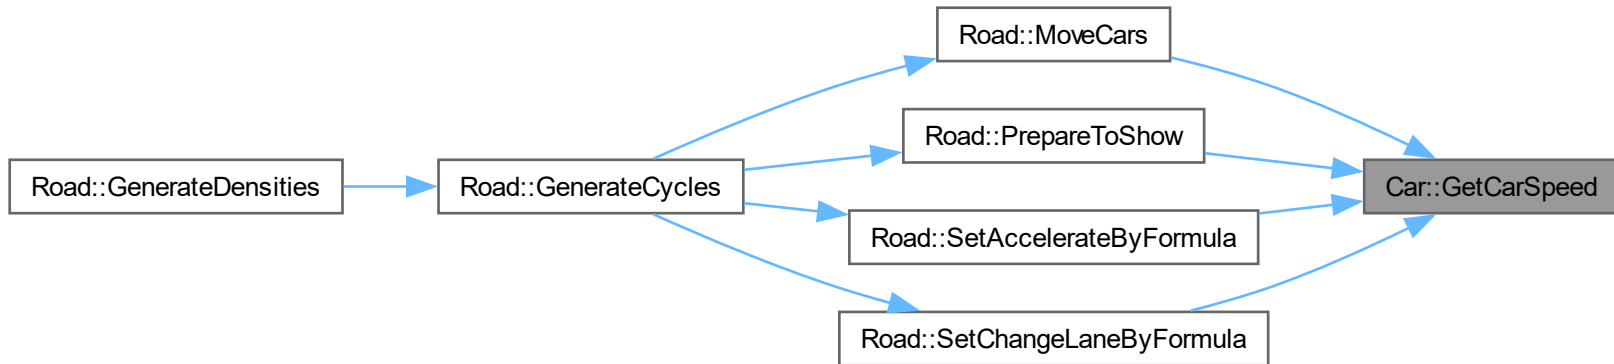 Road::MoveCars
Road::PrepareToShow
Road::GenerateDensities
Road::GenerateCycles
Car::GetCarSpeed
Road::SetAccelerateByFormula
Road::SetChangeLaneByFormula